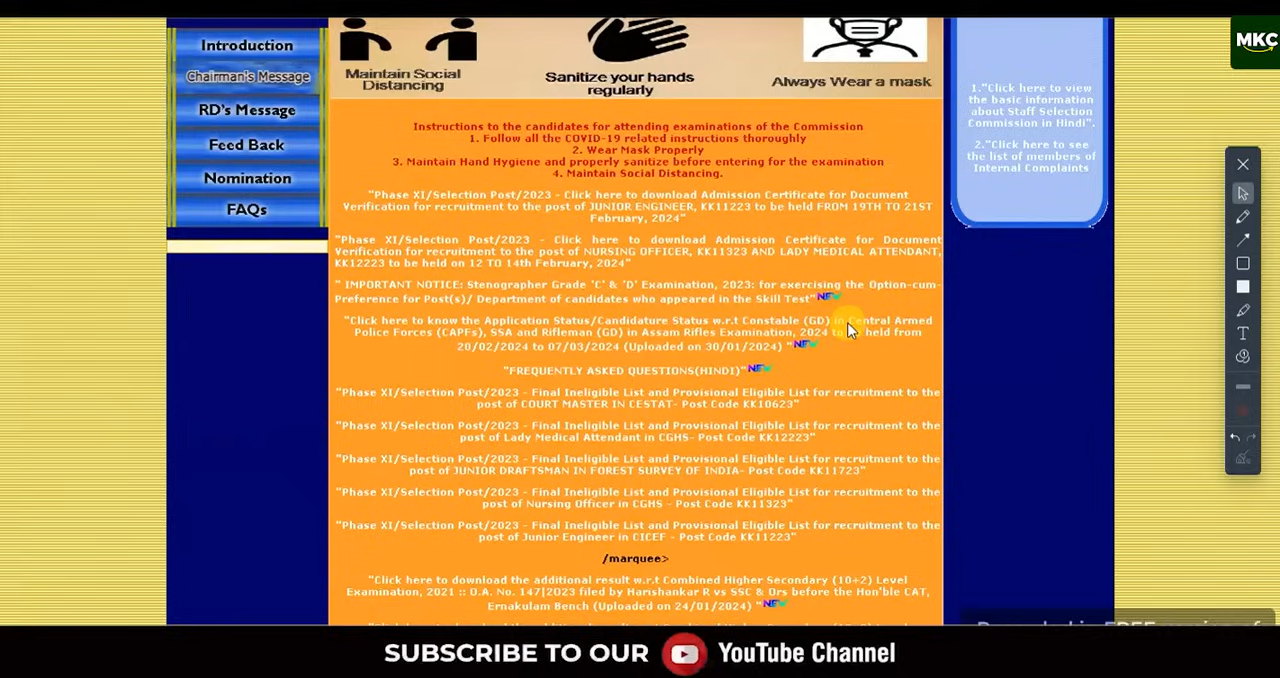 MKC
Introduction
Chairman's Message
RD's Message
Feed Back
Nomination
FAQs
Maintain Social
Distancing
Sanitize your hands
regularly
Always Wear a mask
Instructions to the candidates for attending examinations of the Commission
1. Follow all the COVID-19 related instructions thoroughly
2. Wear Mask Properly
3. Maintain Hand Hygiene and properly sanitize before entering for the examination
4. Maintain Social Distancing.
"Phase XI/Selection Post/2023 - Click here to download Admission Certificate for Document
Verification for recruitment to the post of JUNIOR ENGINEER, KK11223 to be held FROM 19TH TO 21ST
February, 2024"
"Phase XI/Selection Post/2023 - Click here to download Admission Certificate for Document
Verification for recruitment to the post of NURSING OFFICER, KK11323 AND LADY MEDICAL ATTENDANT,
KK12223 to be held on 12 TO 14th February, 2024"
" IMPORTANT NOTICE: Stenographer Grade 'C' & 'D' Examination, 2023: for exercising the Option-cum-
Preference for Post(s)/ Department of candidates who appeared in the Skill Test" NEW
"Click here to know the Application Status/Candidature Status w.r.t Constable (GD) in Central Armed
Police Forces (CAPFs), SSA and Rifleman (GD) in Assam Rifles Examination, 2024 to held from
20/02/2024 to 07/03/2024 (Uploaded on 30/01/2024) " NEW
"FREQUENTLY ASKED QUESTIONS(HINDI)" NEW
"Phase XI/Selection Post/2023 - Final Ineligible List and Provisional Eligible List for recruitment to the
post of COURT MASTER IN CESTAT- Post Code KK10623"
"Phase XI/Selection Post/2023 - Final Ineligible List and Provisional Eligible List for recruitment to the
post of Lady Medical Attendant in CGHS- Post Code KK12223"
"Phase XI/Selection Post/2023 - Final Ineligible List and Provisional Eligible List for recruitment to the
post of JUNIOR DRAFTSMAN IN FOREST SURVEY OF INDIA- Post Code KK11723"
"Phase XI/Selection Post/2023 - Final Ineligible List and Provisional Eligible List for recruitment to the
post of Nursing Officer in CGHS - Post Code KK11323"
"Phase XI/Selection Post/2023 - Final Ineligible List and Provisional Eligible List for recruitment to the
post of Junior Engineer in CICEF - Post Code KK11223"
/marquee>
"Click here to download the additional result w.r.t Combined Higher Secondary (10+2) Level
Examination, 2021 :: O.A. No. 147|2023 filed by Harishankar R vs SSC & Ors before the Hon'ble CAT,
Ernakulam Bench (Uploaded on 24/01/2024) " NEW
1."Click here to view
the basic information
about Staff Selection
Commission in Hindi".
2."Click here to see
the list of members of
Internal Complaints
SUBSCRIBE TO OUR YouTube Channel